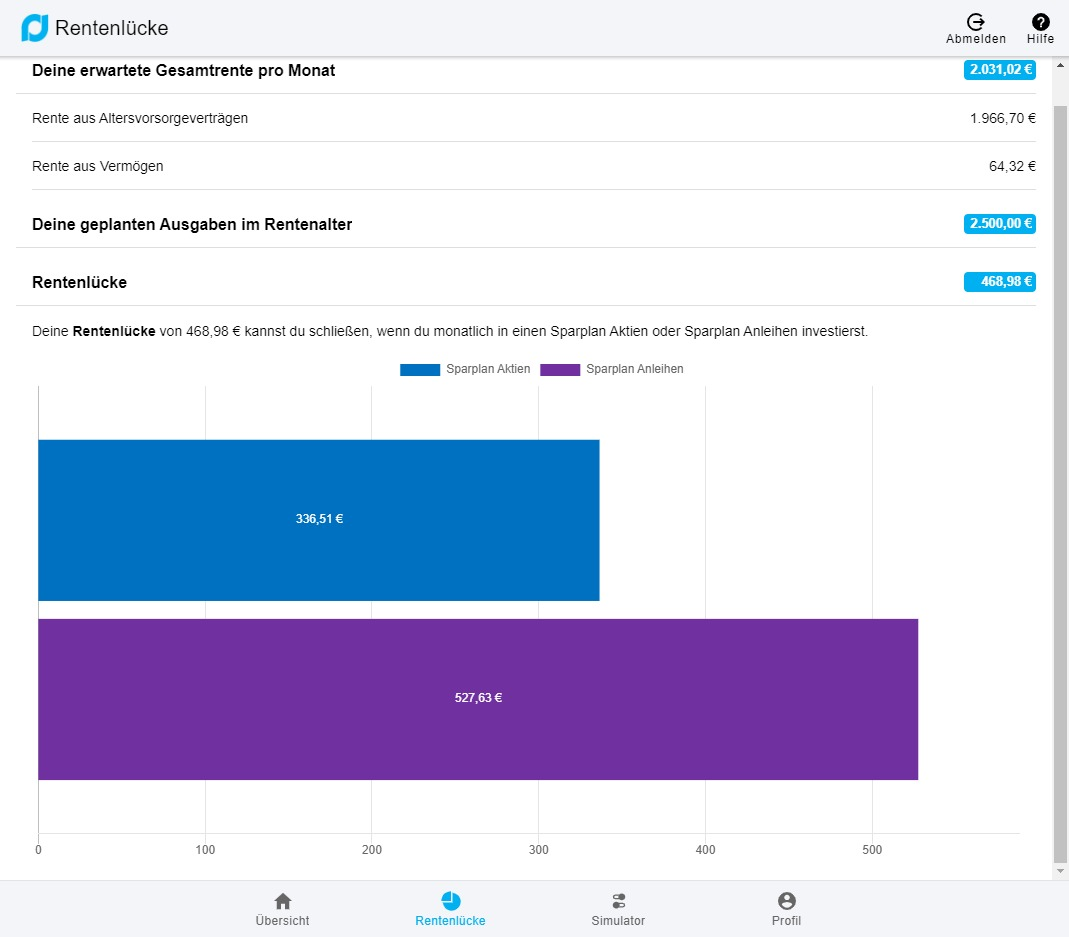 Rentenlücke
Abmelden
Hilfe
Deine erwartete Gesamtrente pro Monat 2.031,02 €
Rente aus Altersvorsorgeverträgen 1.966,70 €
Rente aus Vermögen 64,32 €
Deine geplanten Ausgaben im Rentenalter 2.500,00 €
Rentenlücke 468,98 €
Deine Rentenlücke von 468,98 € kannst du schließen, wenn du monatlich in einen Sparplan Aktien oder Sparplan Anleihen investierst.
Sparplan Aktien Sparplan Anleihen
336,51 €
527,63 €
0 100 200 300 400 500
Übersicht Rentenlücke Simulator Profil